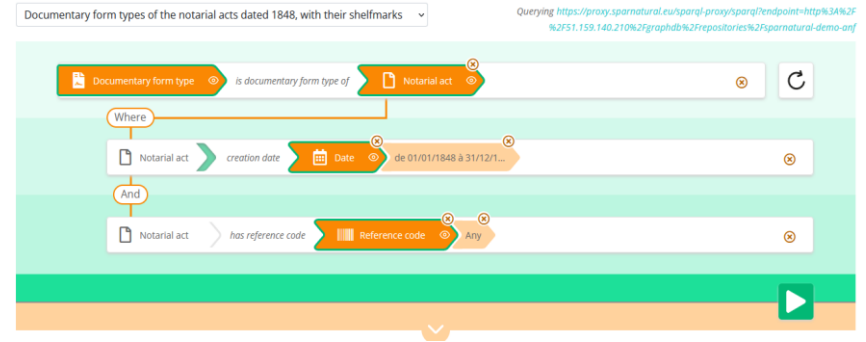 Documentary form types of the notarial acts dated 1848, with their shelfmarks
Querying https://proxy.sparnatural.eu/sparql-proxy/sparql?endpoint=http%3A%2F
%2F51.159.140.210%2Fgraphdb%2Frepositories%2Fsparnatural-demo-anf
Documentary form type is documentary form type of Notarial act
Where
Notarial act creation date Date de 01/01/1848 à 31/12/1...
And
Notarial act has reference code Reference code Any